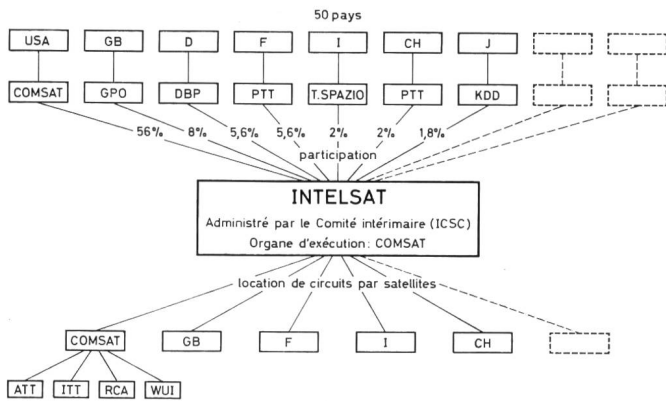 50 pays
USA GB D F I CH J
COMSAT GPO DBP PTT T.SPAZIO PTT KDD
56% 8% 5,6% 5,6% 2% 2% 1,8%
participation
INTELSAT
Administré par le Comité intérimaire (ICSC)
Organe d'exécution: COMSAT
location de circuits par satellites
COMSAT GB F I CH
ATT ITT RCA WUI